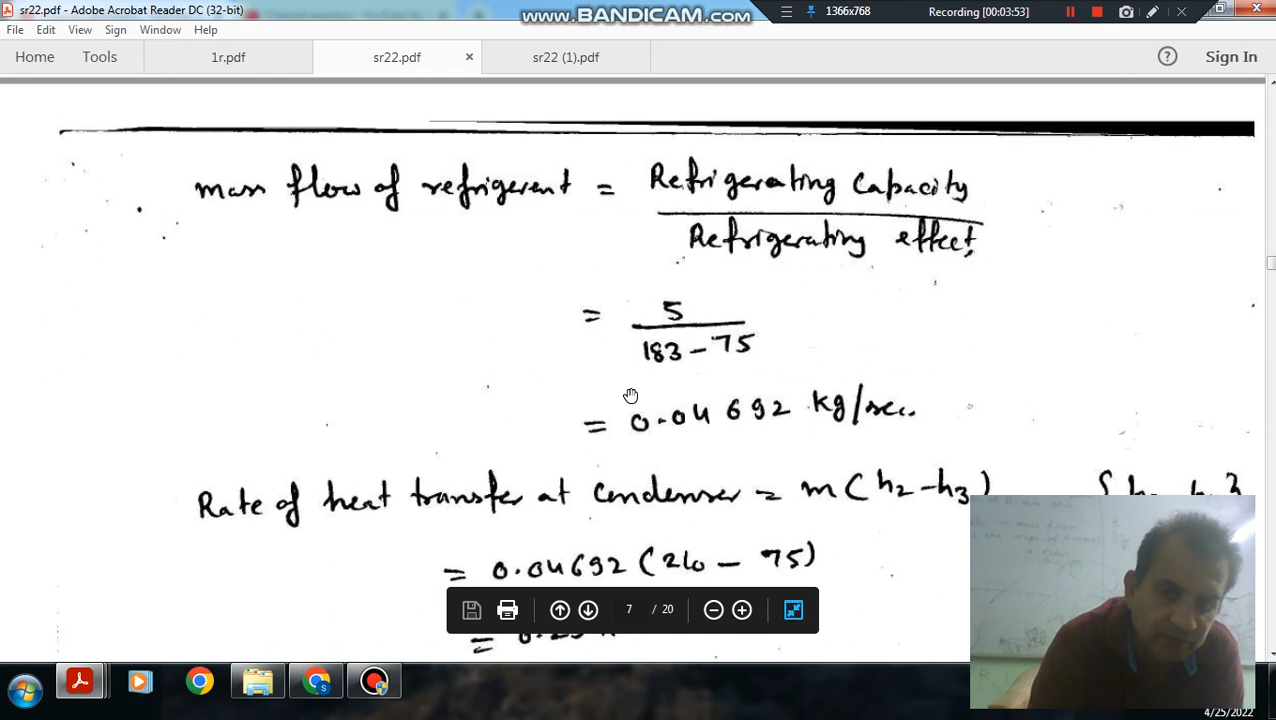 sr22.pdf - Adobe Acrobat Reader DC (32-bit)
www.BANDICAM.com
1366x768
Recording [00:03:53]
File Edit View Sign Window Help
Home Tools 1r.pdf sr22.pdf sr22 (1).pdf Sign In
mass flow of refrigerent = Refrigerating Capacity
Refrigerating effect
= 5
183-75
= 0.04692 kg/sec.
Rate of heat transfer at condenser = m(h2-h3)
= 0.04692 (210 - 75)
7 / 20
=
4/25/2022